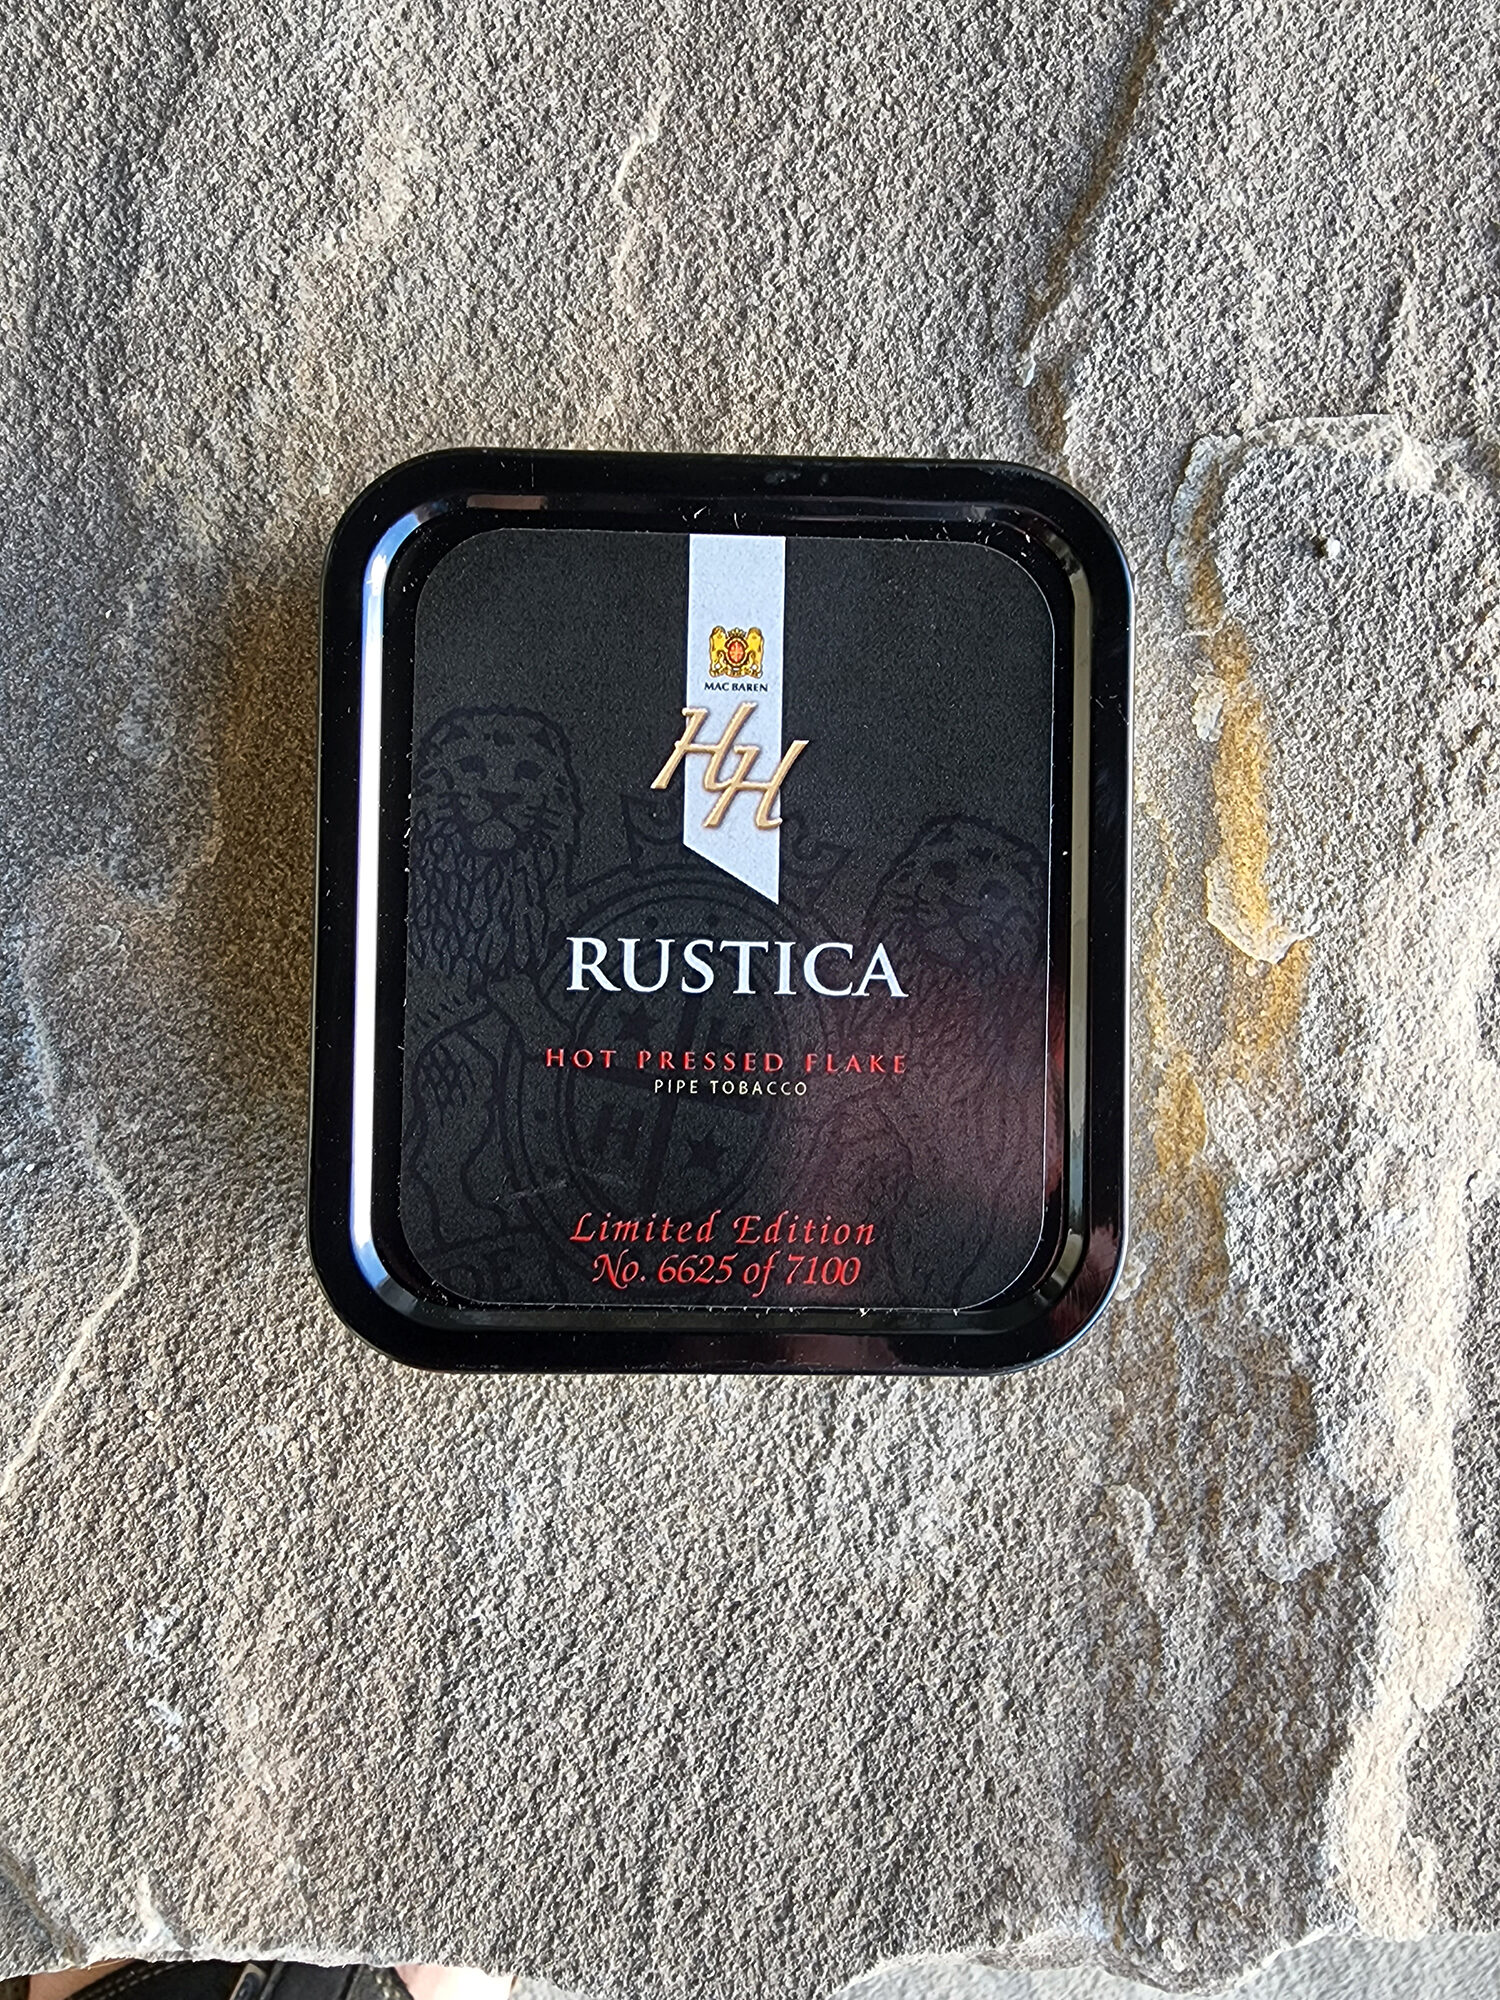 MAC BAREN
HH
RUSTICA
HOT PRESSED FLAKE
PIPE TOBACCO
Limited Edition
No. 6625 of 7100